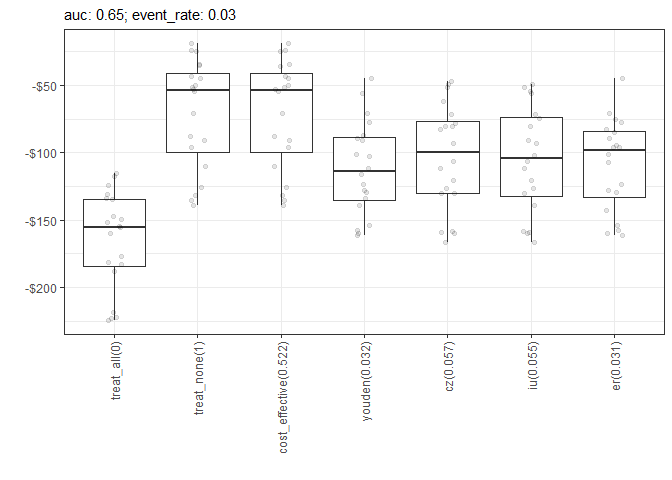 auc: 0.65; event_rate: 0.03
-$50
-$100
-$150
-$200
treat_all(0)
treat_none(1)
cost_effective(0.522)
youden(0.032)
cz(0.057)
iu(0.055)
er(0.031)